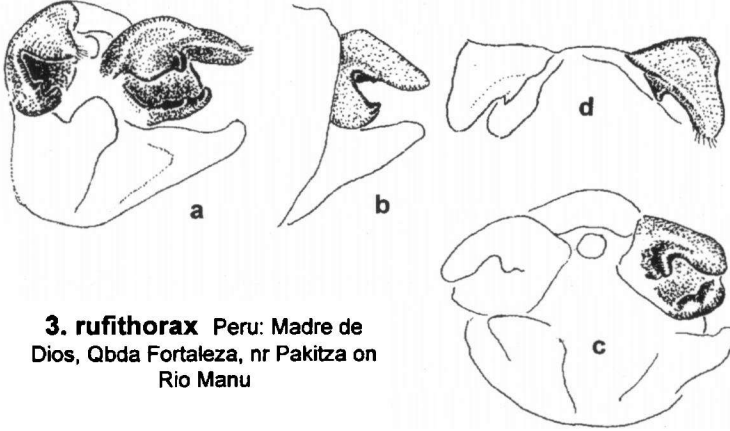 a
b
d
c
3. rufithorax Peru: Madre de
Dios, Qbda Fortaleza, nr Pakitza on
Rio Manu